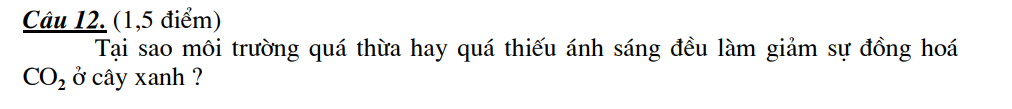 Câu 12. (1,5 điểm)
Tại sao môi trường quá thừa hay quá thiếu ánh sáng đều làm giảm sự đồng hoá
CO₂ ở cây xanh ?